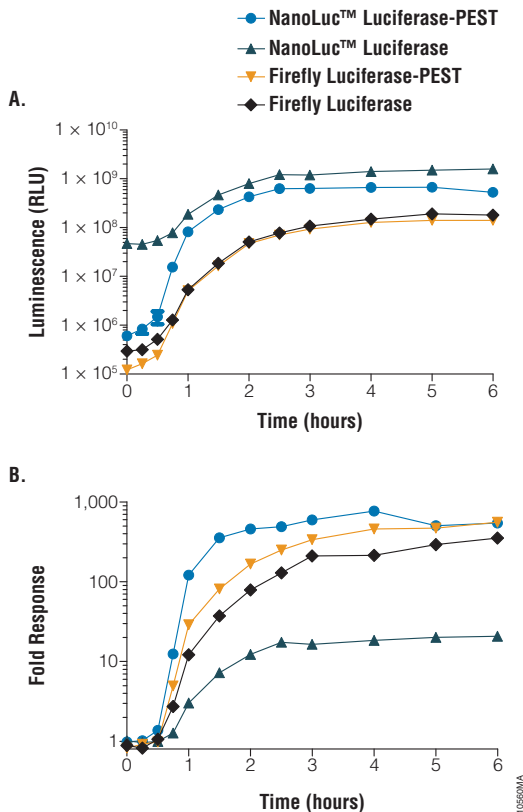 NanoLuc™ Luciferase-PEST
NanoLuc™ Luciferase
Firefly Luciferase-PEST
Firefly Luciferase
A.
1 × 10¹⁰
1 × 10⁹
1 × 10⁸
1 × 10⁷
1 × 10⁶
1 × 10⁵
Luminescence (RLU)
0 1 2 3 4 5 6
Time (hours)
B.
1,000
100
10
1
Fold Response
0 1 2 3 4 5 6
Time (hours)
10560MA